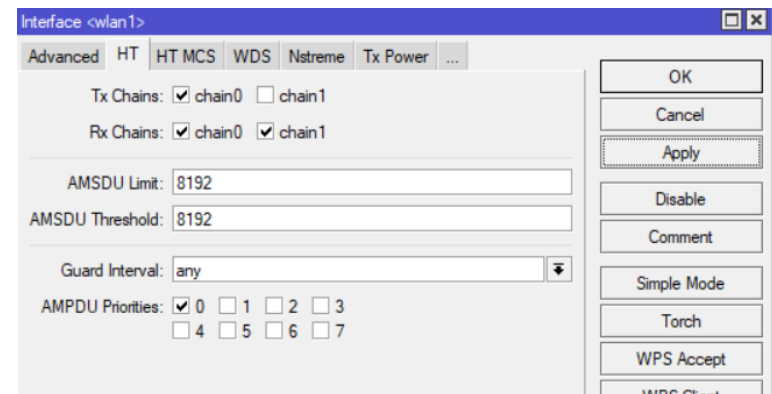 Interface <wlan1>
Advanced HT HT MCS WDS Nstreme Tx Power ...
Tx Chains: chain0 chain1
Rx Chains: chain0 chain1
AMSDU Limit: 8192
AMSDU Threshold: 8192
Guard Interval: any
AMPDU Priorities: 0 1 2 3
4 5 6 7
OK
Cancel
Apply
Disable
Comment
Simple Mode
Torch
WPS Accept
WPS Client